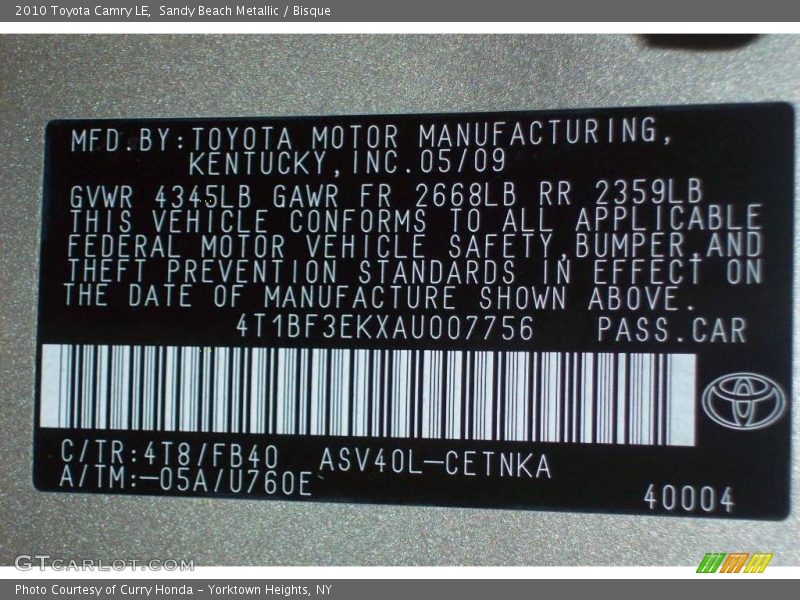 2010 Toyota Camry LE, Sandy Beach Metallic / Bisque
MFD.BY:TOYOTA MOTOR MANUFACTURING,
KENTUCKY,INC.05/09
GVWR 4345LB GAWR FR 2668LB RR 2359LB
THIS VEHICLE CONFORMS TO ALL APPLICABLE
FEDERAL MOTOR VEHICLE SAFETY,BUMPER,AND
THEFT PREVENTION STANDARDS IN EFFECT ON
THE DATE OF MANUFACTURE SHOWN ABOVE.
4T1BF3EKXAU007756 PASS.CAR
C/TR:4T8/FB40 ASV40L-CETNKA
A/TM:-05A/U760E
40004
GTCARLOT.COM
Photo Courtesy of Curry Honda - Yorktown Heights, NY